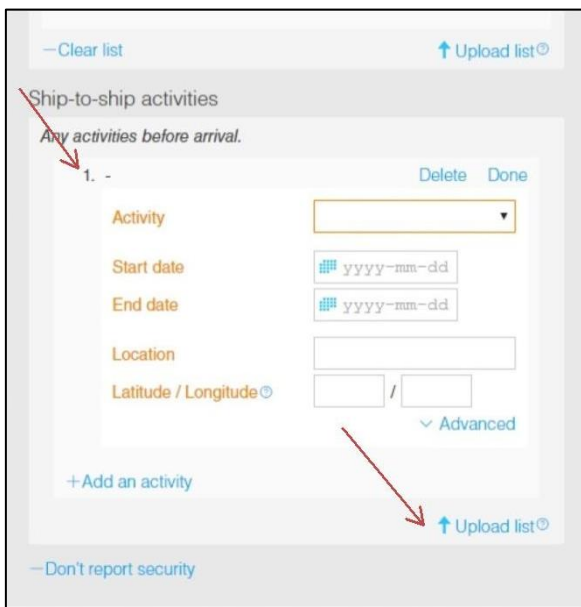 —Clear list Upload list?
Ship-to-ship activities
Any activities before arrival.
1. - Delete Done
Activity
Start date yyyy-mm-dd
End date yyyy-mm-dd
Location
Latitude / Longitude? /
Advanced
+Add an activity
Upload list?
—Don't report security